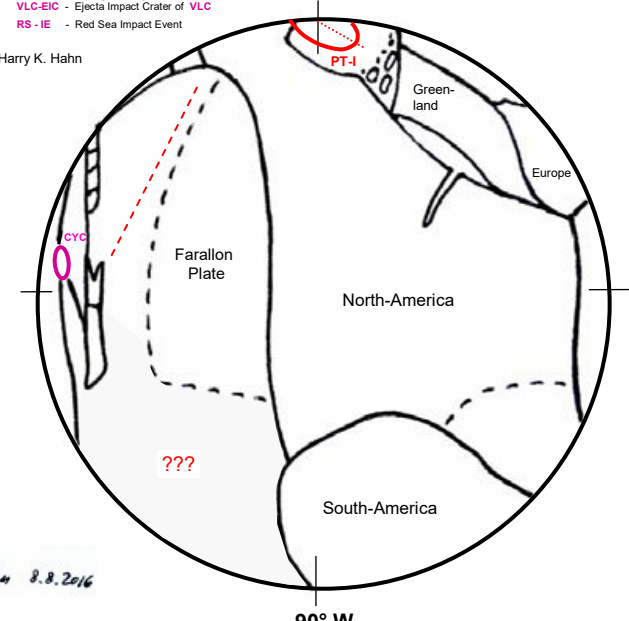 VLC-EIC - Ejecta Impact Crater of VLC
RS - IE - Red Sea Impact Event
Harry K. Hahn
PT-I
Green-
land
Europe
CYC
Farallon
Plate
North-America
???
South-America
8.8.2016
90° W